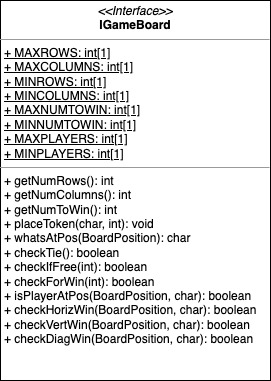 <<Interface>>
IGameBoard
+ MAXROWS: int[1]
+ MAXCOLUMNS: int[1]
+ MINROWS: int[1]
+ MINCOLUMNS: int[1]
+ MAXNUMTOWIN: int[1]
+ MINNUMTOWIN: int[1]
+ MAXPLAYERS: int[1]
+ MINPLAYERS: int[1]
+ getNumRows(): int
+ getNumColumns(): int
+ getNumToWin(): int
+ placeToken(char, int): void
+ whatsAtPos(BoardPosition): char
+ checkTie(): boolean
+ checkIfFree(int): boolean
+ checkForWin(int): boolean
+ isPlayerAtPos(BoardPosition, char): boolean
+ checkHorizWin(BoardPosition, char): boolean
+ checkVertWin(BoardPosition, char): boolean
+ checkDiagWin(BoardPosition, char): boolean